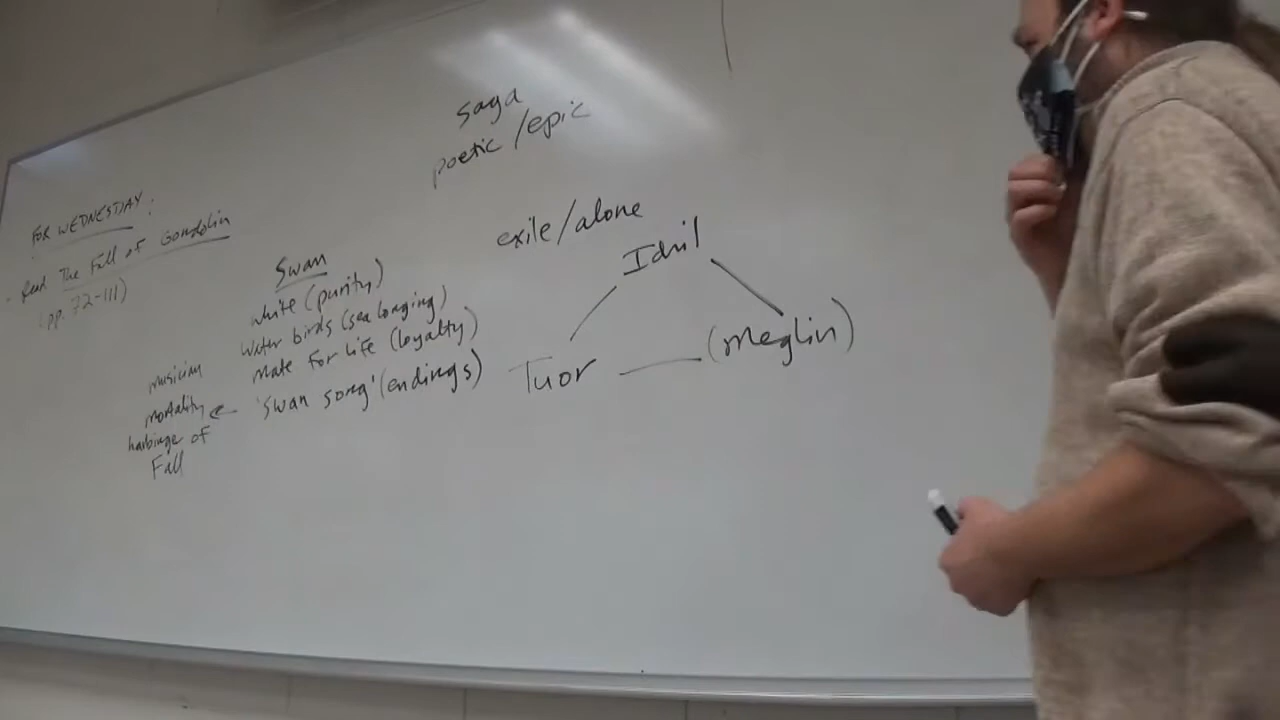 saga
poetic/epic
FOR WEDNESDAY:
· Read The Fall of Gondolin
(pp. 72-111)
Swan
white (purity)
water birds (sea longing)
mate for life (loyalty)
'swan song' (endings)
musician
mortality ←
harbinge of
Fall
exile/alone
Idril
Tuor
(Meglin)